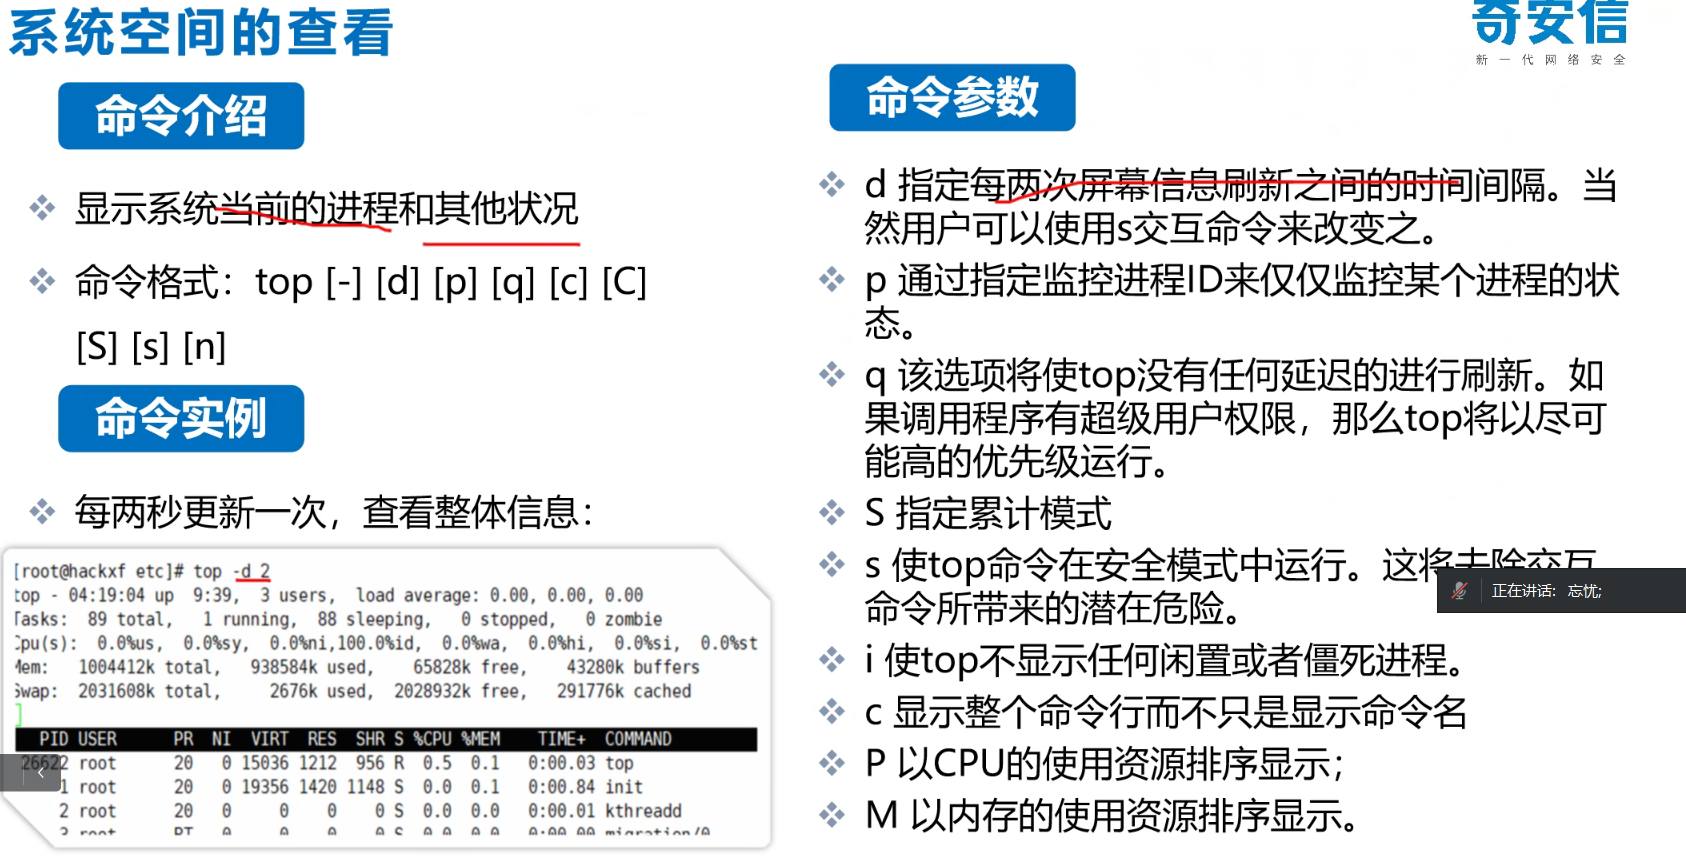 系统空间的查看
奇安信
新一代网络安全
命令介绍
显示系统当前的进程和其他状况
命令格式：top [-] [d] [p] [q] [c] [C]
[S] [s] [n]
命令实例
每两秒更新一次，查看整体信息：
[root@hackxf etc]# top -d 2
top - 04:19:04 up  9:39,  3 users,  load average: 0.00, 0.00, 0.00
Tasks:  89 total,   1 running,  88 sleeping,   0 stopped,   0 zombie
Cpu(s):  0.0%us,  0.0%sy,  0.0%ni,100.0%id,  0.0%wa,  0.0%hi,  0.0%si,  0.0%st
Mem:   1004412k total,   938584k used,    65828k free,    43280k buffers
Swap:  2031608k total,     2676k used,  2028932k free,   291776k cached
PID USER      PR  NI  VIRT  RES  SHR S %CPU %MEM    TIME+  COMMAND
26622 root      20   0 15036 1212  956 R  0.5  0.1   0:00.03 top
1 root      20   0 19356 1420 1148 S  0.0  0.1   0:00.84 init
2 root      20   0     0    0    0 S  0.0  0.0   0:00.01 kthreadd
3 root      RT   0     0    0    0 S  0.0  0.0   0:00.00 migration/0
命令参数
d 指定每两次屏幕信息刷新之间的时间间隔。当
然用户可以使用s交互命令来改变之。
p 通过指定监控进程ID来仅仅监控某个进程的状
态。
q 该选项将使top没有任何延迟的进行刷新。如
果调用程序有超级用户权限，那么top将以尽可
能高的优先级运行。
S 指定累计模式
s 使top命令在安全模式中运行。这将去除交互
命令所带来的潜在危险。
i 使top不显示任何闲置或者僵死进程。
c 显示整个命令行而不只是显示命令名
P 以CPU的使用资源排序显示；
M 以内存的使用资源排序显示。
正在讲话: 忘忧;